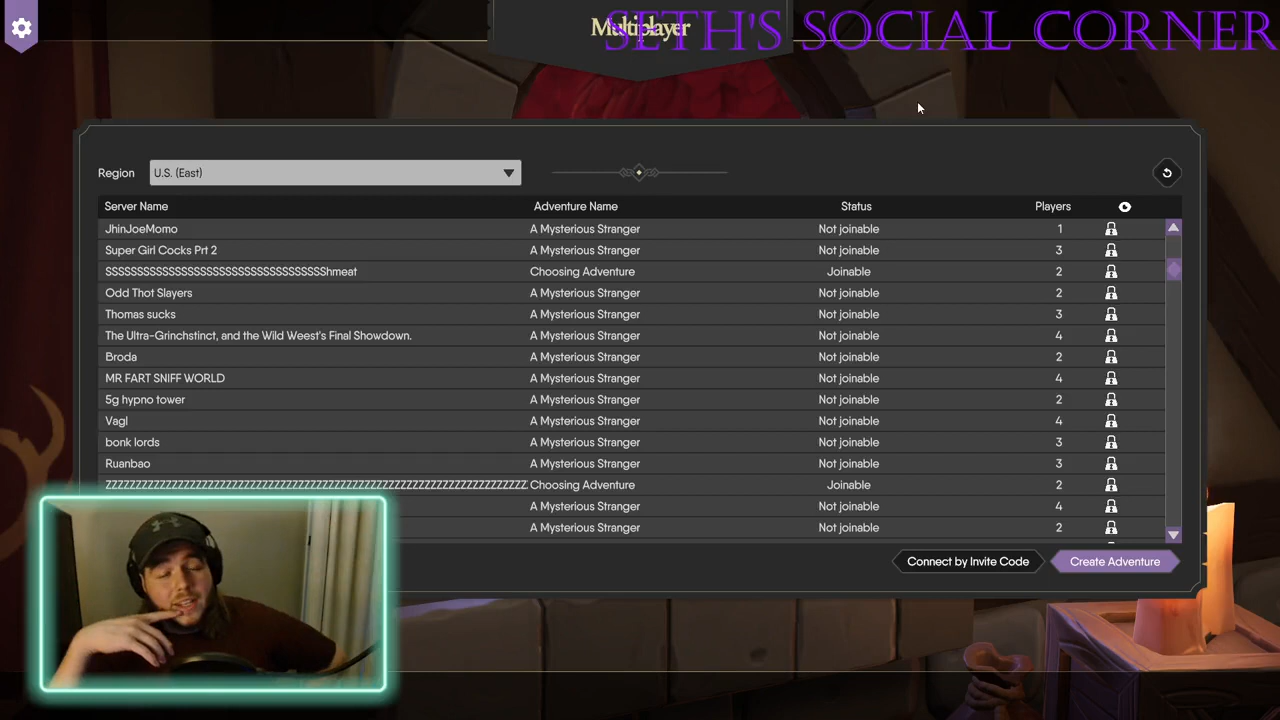 Multiplayer
SETH'S SOCIAL CORNER
Region U.S. (East)
Server Name Adventure Name Status Players
JhinJoeMomo A Mysterious Stranger Not joinable 1
Super Girl Cocks Prt 2 A Mysterious Stranger Not joinable 3
SSSSSSSSSSSSSSSSSSSSSSSSSSSSSSSSSSShmeat Choosing Adventure Joinable 2
Odd Thot Slayers A Mysterious Stranger Not joinable 2
Thomas sucks A Mysterious Stranger Not joinable 3
The Ultra-Grinchstinct, and the Wild Weest's Final Showdown. A Mysterious Stranger Not joinable 4
Broda A Mysterious Stranger Not joinable 2
MR FART SNIFF WORLD A Mysterious Stranger Not joinable 4
5g hypno tower A Mysterious Stranger Not joinable 2
Vagl A Mysterious Stranger Not joinable 4
bonk lords A Mysterious Stranger Not joinable 3
Ruanbao A Mysterious Stranger Not joinable 3
Choosing Adventure Joinable 2
A Mysterious Stranger Not joinable 4
A Mysterious Stranger Not joinable 2
Connect by Invite Code Create Adventure